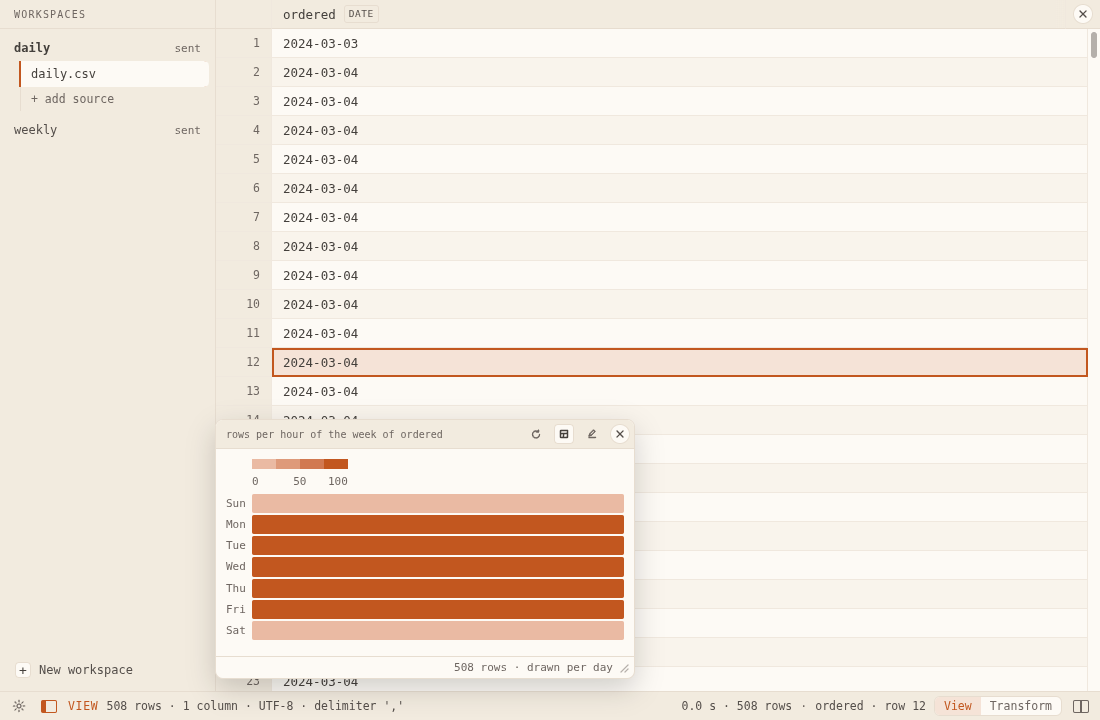 WORKSPACES
daily sent
daily.csv
+ add source
weekly sent
+ New workspace
ordered DATE
1 2024-03-03
2 2024-03-04
3 2024-03-04
4 2024-03-04
5 2024-03-04
6 2024-03-04
7 2024-03-04
8 2024-03-04
9 2024-03-04
10 2024-03-04
11 2024-03-04
12 2024-03-04
13 2024-03-04
14 2024-03-04
rows per hour of the week of ordered
0 50 100
Sun
Mon
Tue
Wed
Thu
Fri
Sat
508 rows · drawn per day
23 2024-03-04
VIEW 508 rows · 1 column · UTF-8 · delimiter ','
0.0 s · 508 rows · ordered · row 12 View Transform